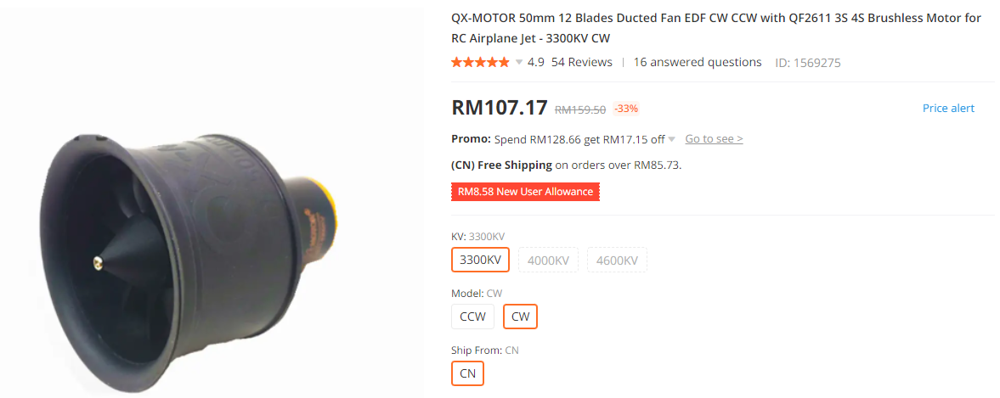 QX-MOTOR 50mm 12 Blades Ducted Fan EDF CW CCW with QF2611 3S 4S Brushless Motor for
RC Airplane Jet - 3300KV CW
4.9 54 Reviews | 16 answered questions ID: 1569275
RM107.17 RM159.50 -33% Price alert
Promo: Spend RM128.66 get RM17.15 off Go to see >
(CN) Free Shipping on orders over RM85.73.
RM8.58 New User Allowance
KV: 3300KV
3300KV 4000KV 4600KV
Model: CW
CCW CW
Ship From: CN
CN